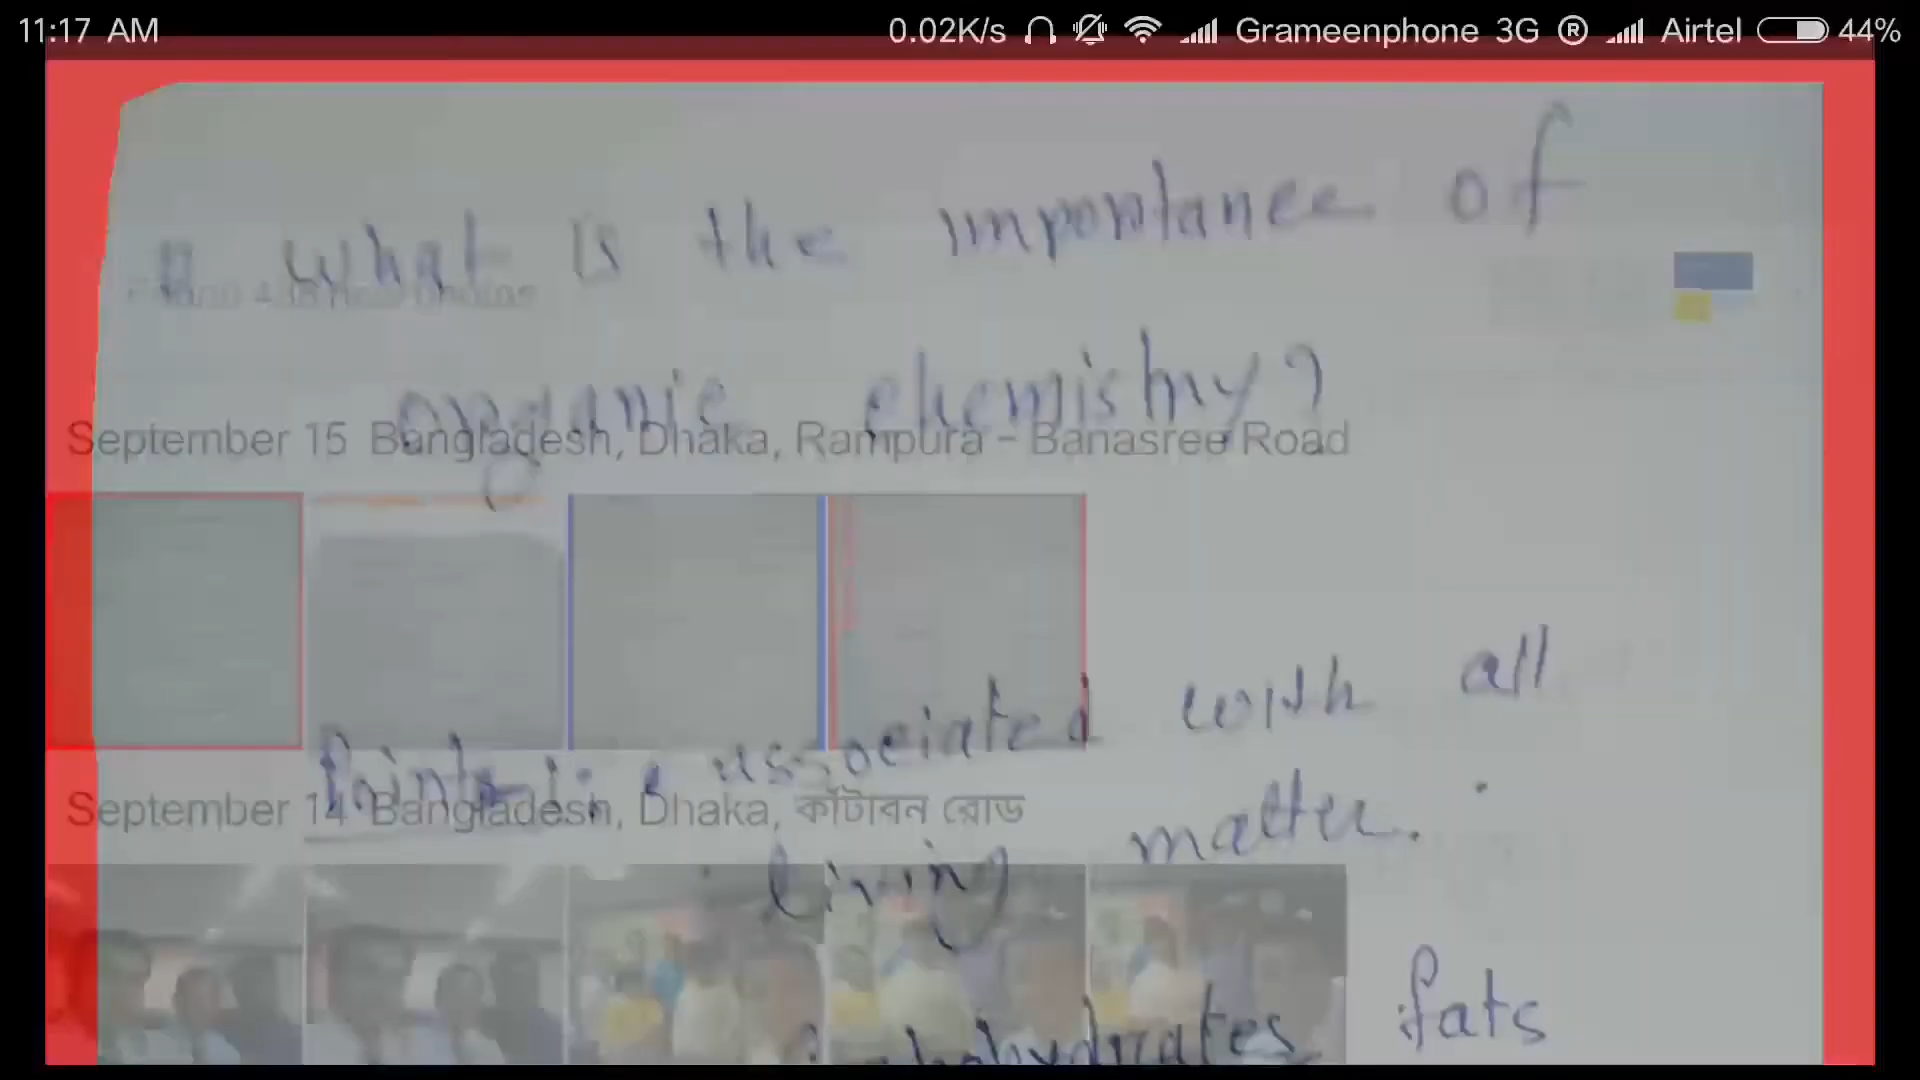 11:17 AM 0.02K/s Grameenphone 3G ® Airtel 44%
what is the importance of
organic chemistry?
September 15 Bangladesh, Dhaka, Rampura - Banasree Road
associated with all
September 14 Bangladesh, Dhaka, কাঁটাবন রোড
living matter.
fats